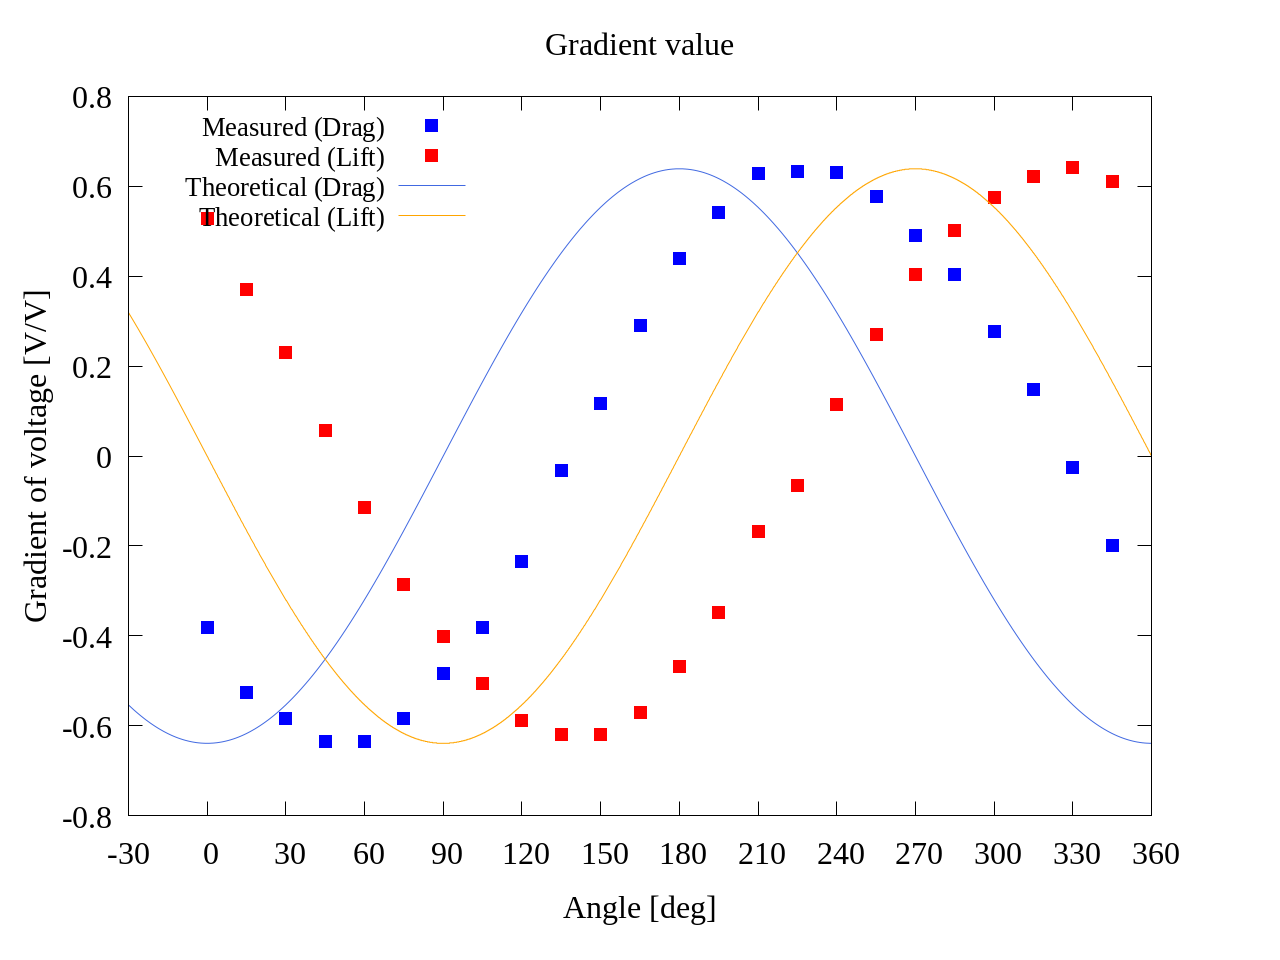 Gradient value
0.8
0.6
0.4
0.2
0
-0.2
-0.4
-0.6
-0.8
Gradient of voltage [V/V]
Measured (Drag)
Measured (Lift)
Theoretical (Drag)
Theoretical (Lift)
-30 0 30 60 90 120 150 180 210 240 270 300 330 360
Angle [deg]